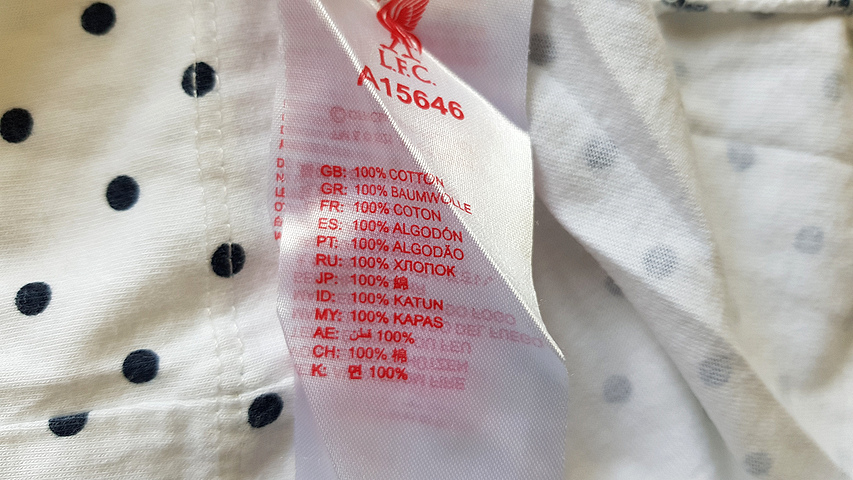 L.F.C.
A15646
GB: 100% COTTON
GR: 100% BAUMWOLLE
FR: 100% COTON
ES: 100% ALGODÓN
PT: 100% ALGODÃO
RU: 100% ХЛОПОК
JP: 100% 綿
ID: 100% KATUN
MY: 100% KAPAS
AE: قطن 100%
CH: 100% 棉
K: 면 100%